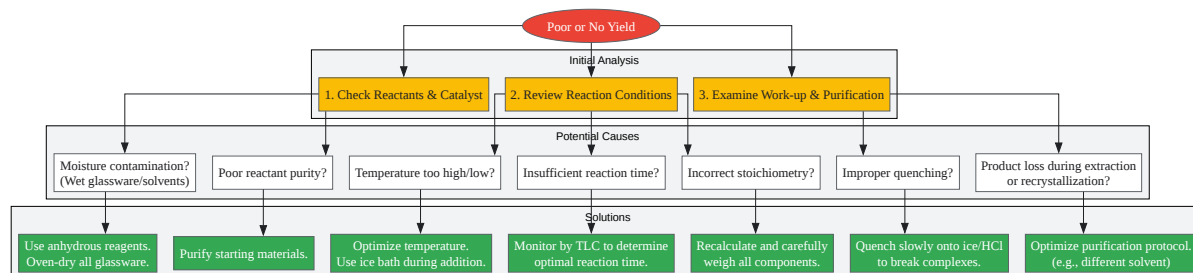 Poor or No Yield
Initial Analysis
1. Check Reactants & Catalyst
2. Review Reaction Conditions
3. Examine Work-up & Purification
Potential Causes
Moisture contamination?
(Wet glassware/solvents)
Poor reactant purity?
Temperature too high/low?
Insufficient reaction time?
Incorrect stoichiometry?
Improper quenching?
Product loss during extraction
or recrystallization?
Solutions
Use anhydrous reagents.
Oven-dry all glassware.
Purify starting materials.
Optimize temperature.
Use ice bath during addition.
Monitor by TLC to determine
optimal reaction time.
Recalculate and carefully
weigh all components.
Quench slowly onto ice/HCl
to break complexes.
Optimize purification protocol.
(e.g., different solvent)